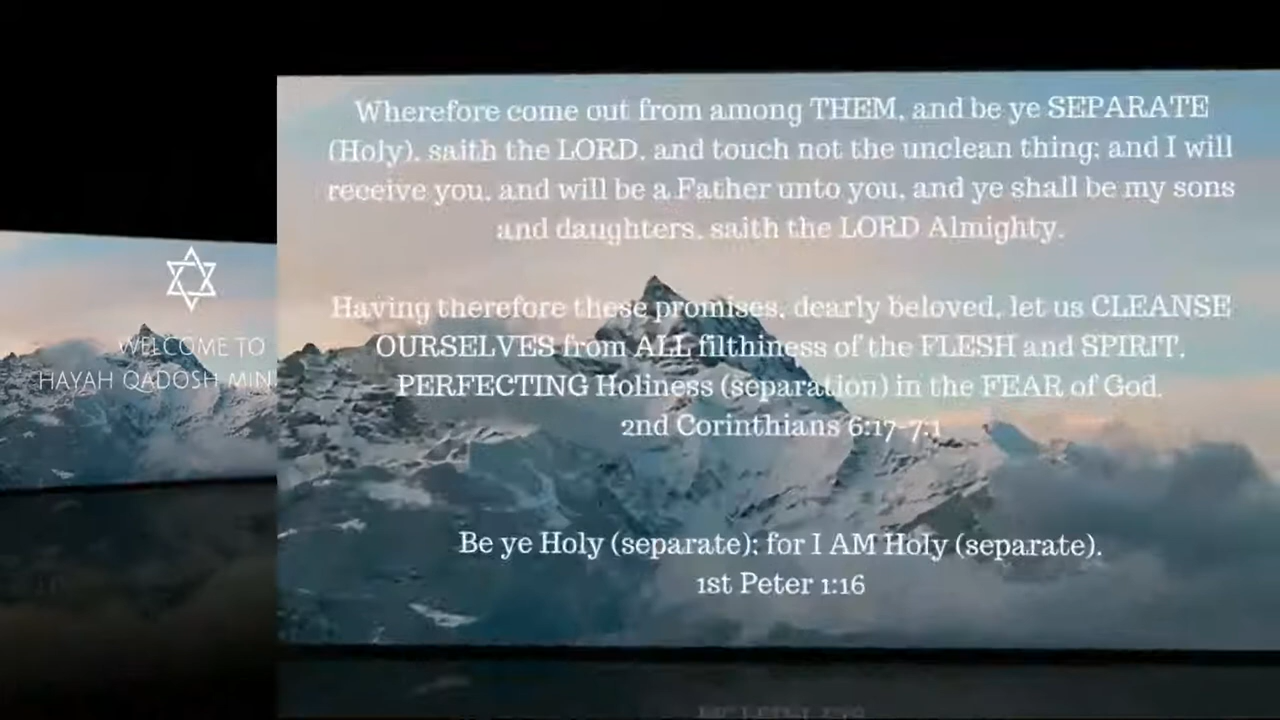 Wherefore come out from among THEM, and be ye SEPARATE
(Holy), saith the LORD, and touch not the unclean thing; and I will
receive you, and will be a Father unto you, and ye shall be my sons
and daughters, saith the LORD Almighty.
Having therefore these promises, dearly beloved, let us CLEANSE
OURSELVES from ALL filthiness of the FLESH and SPIRIT,
PERFECTING Holiness (separation) in the FEAR of God.
2nd Corinthians 6:17-7:1
Be ye Holy (separate); for I AM Holy (separate).
1st Peter 1:16
WELCOME TO
HAYAH QADOSH MIN